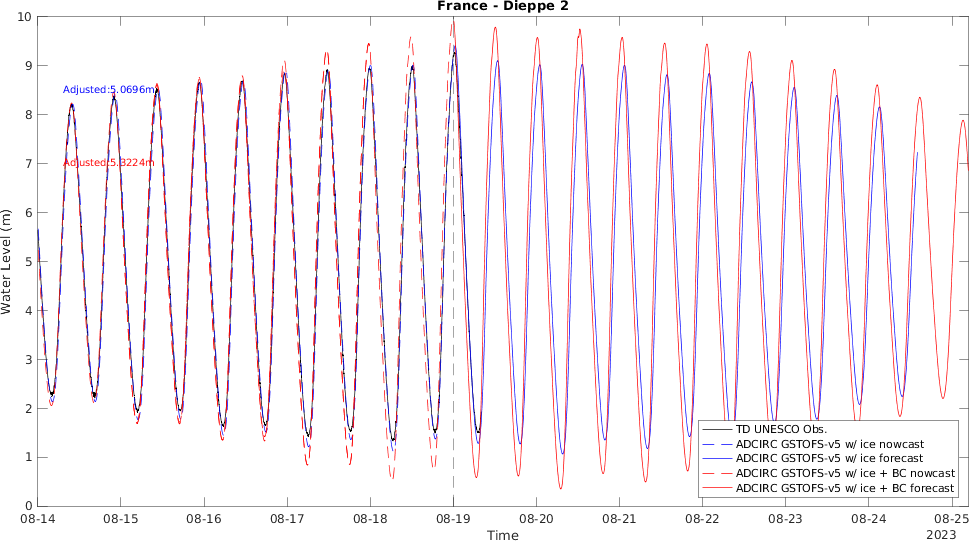 France - Dieppe 2
Water Level (m)
10
9
8
7
6
5
4
3
2
1
0
Adjusted:5.0696m
Adjusted:5.3224m
TD UNESCO Obs.
ADCIRC GSTOFS-v5 w/ ice nowcast
ADCIRC GSTOFS-v5 w/ ice forecast
ADCIRC GSTOFS-v5 w/ ice + BC nowcast
ADCIRC GSTOFS-v5 w/ ice + BC forecast
08-14 08-15 08-16 08-17 08-18 08-19 08-20 08-21 08-22 08-23 08-24 08-25
Time
2023